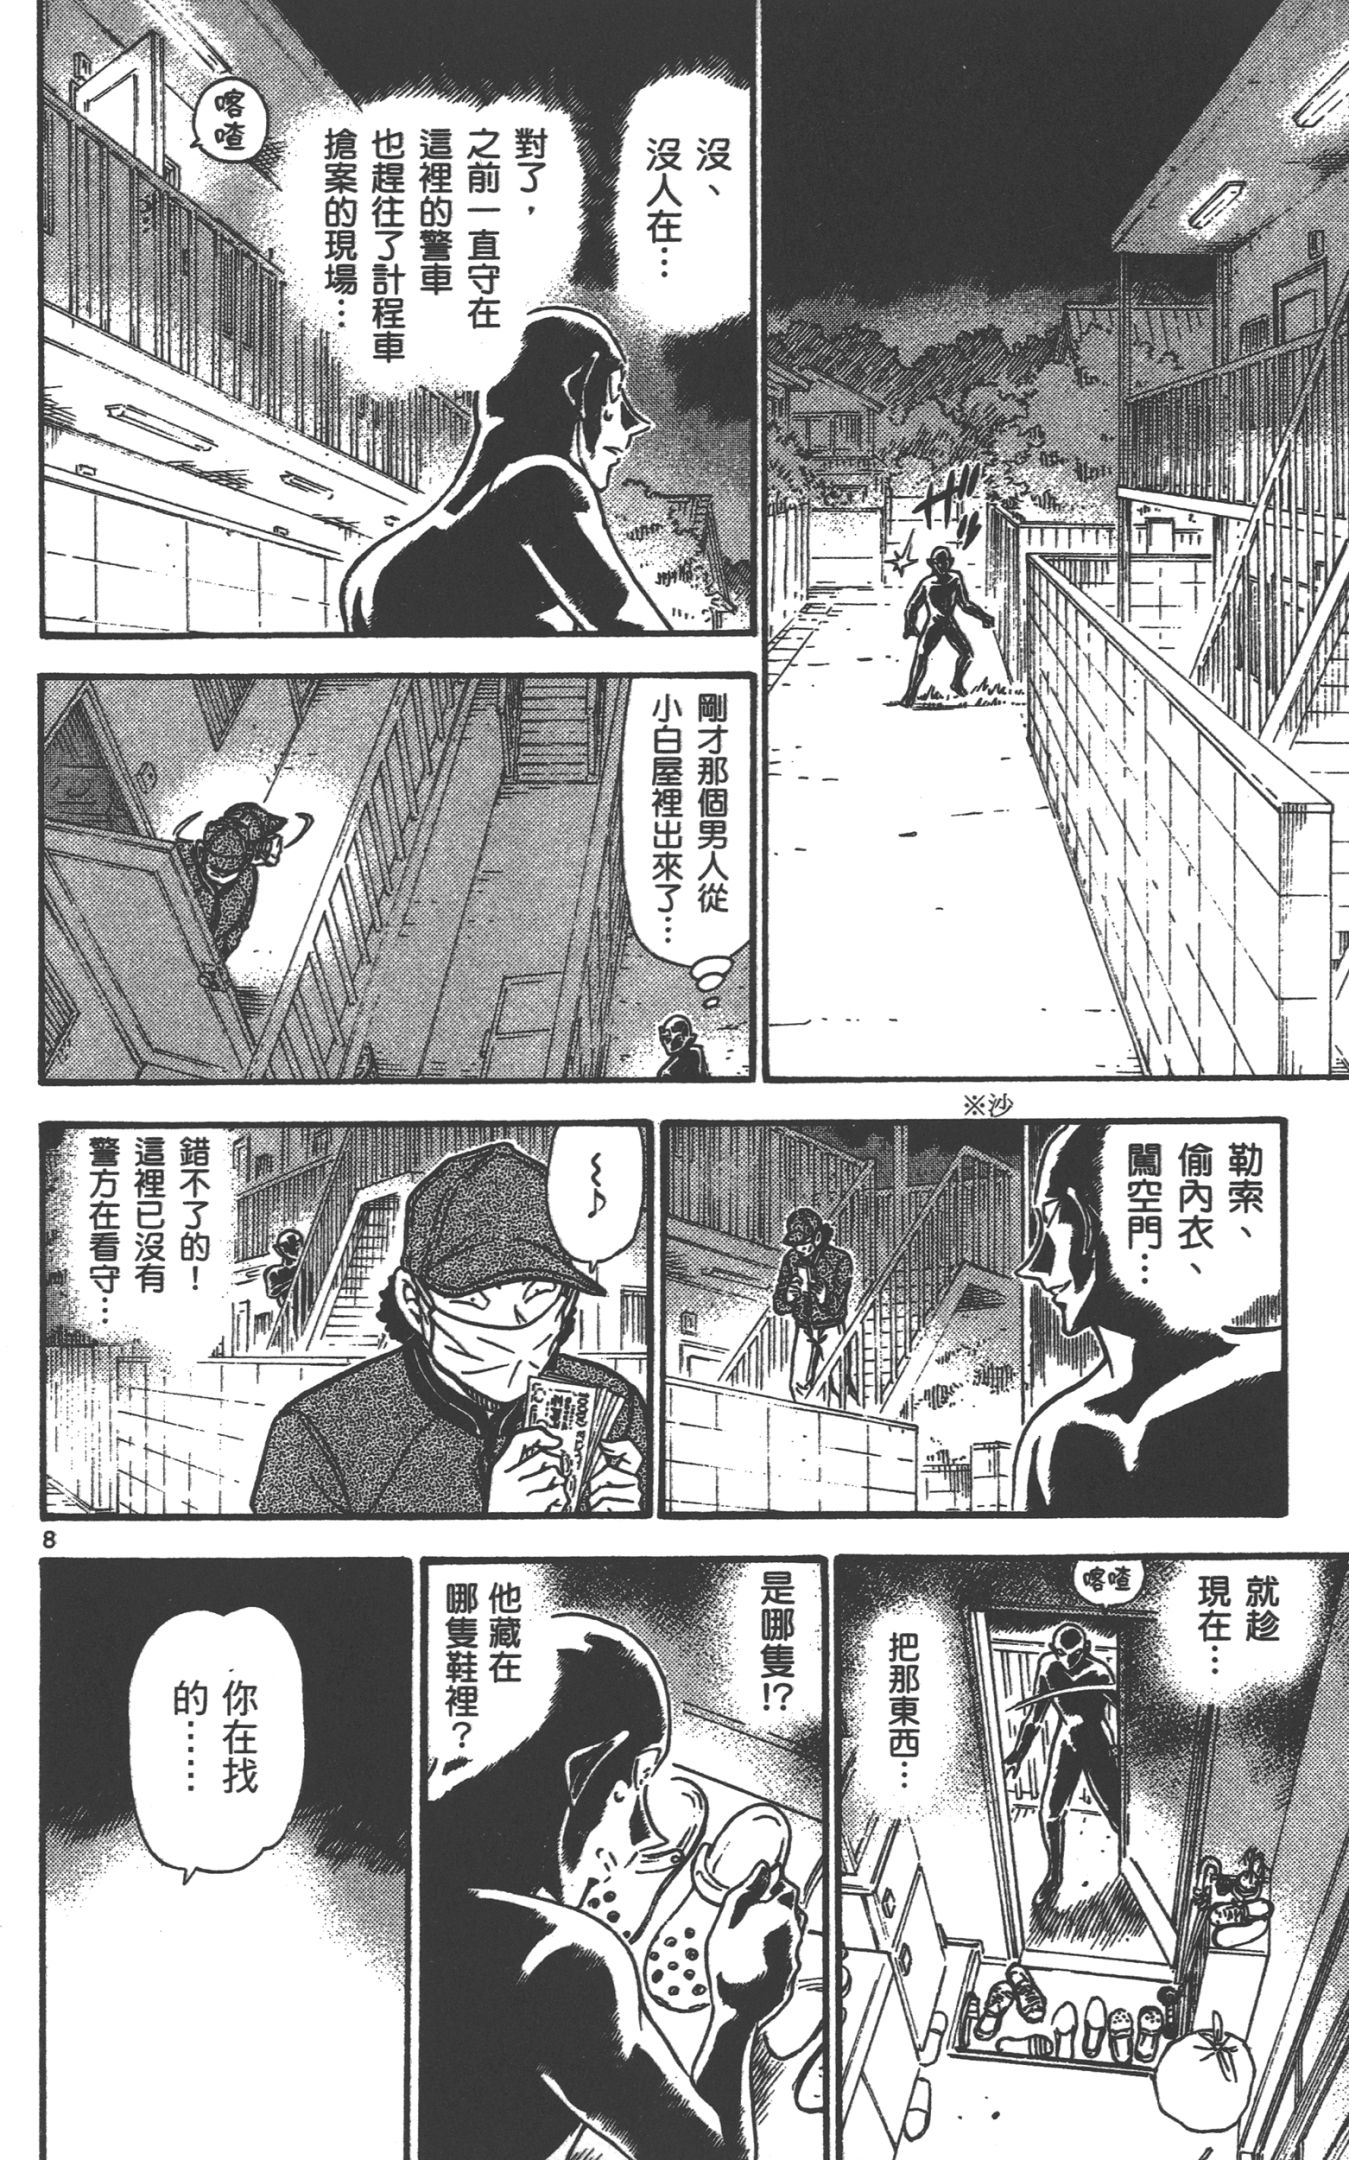 ザッ
※沙
沒、
沒人在…
對了，
之前一直守在
這裡的警車
也趕往了計程車
搶案的現場…
喀喳
剛才那個男人從
小白屋裡出來了…
勒索、
偷內衣、
闖空門…
錯不了的！
這裡已沒有
警方在看守…
8
就趁
現在…
喀喳
把那東西…
是哪隻!?
他藏在
哪隻鞋裡？
你在找
的……